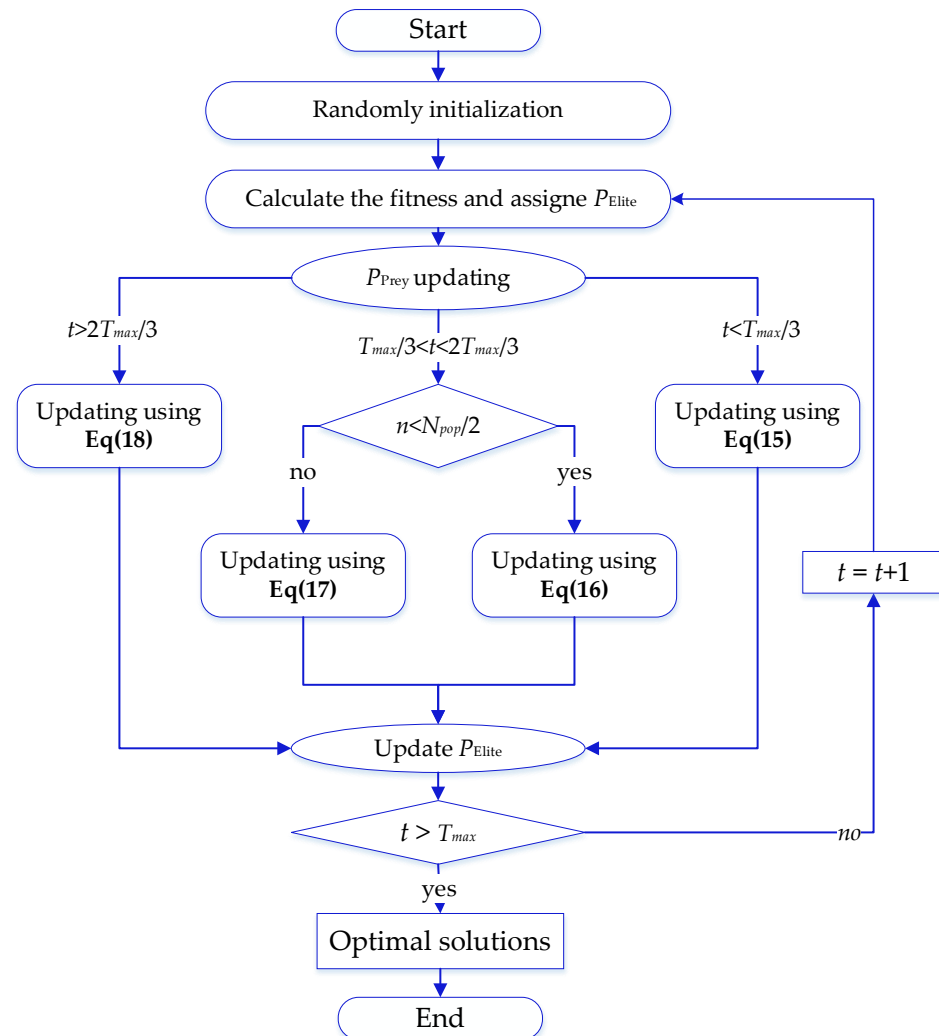 Start
Randomly initialization
Calculate the fitness and assigne PElite
PPrey updating
t>2Tmax/3
Tmax/3<t<2Tmax/3
t<Tmax/3
Updating using
Eq(18)
n<Npop/2
Updating using
Eq(15)
no
yes
Updating using
Eq(17)
Updating using
Eq(16)
t = t+1
Update PElite
t > Tmax
no
yes
Optimal solutions
End